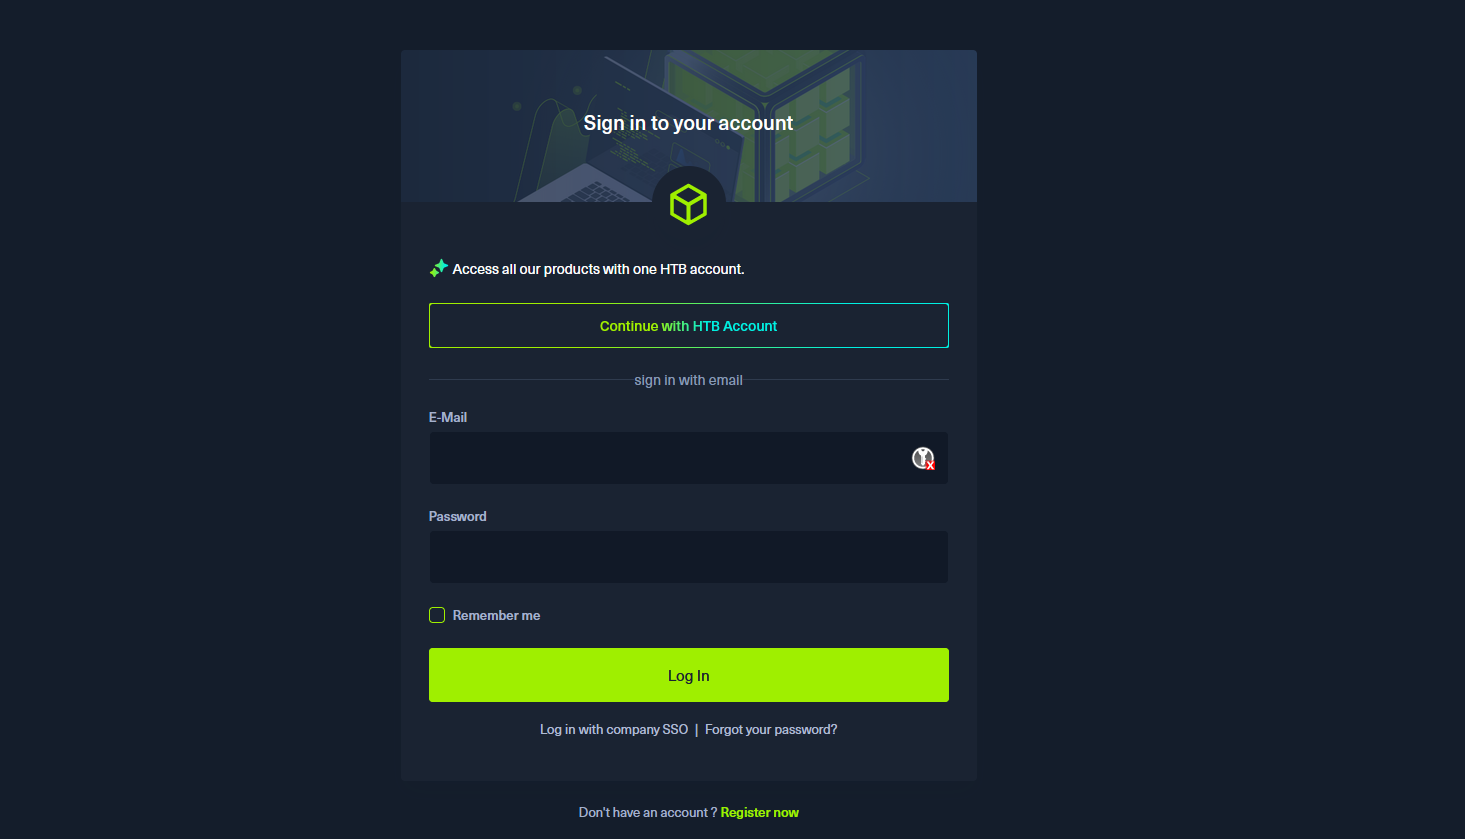 Sign in to your account
Access all our products with one HTB account.
Continue with HTB Account
sign in with email
E-Mail
Password
Remember me
Log In
Log in with company SSO | Forgot your password?
Don't have an account ? Register now